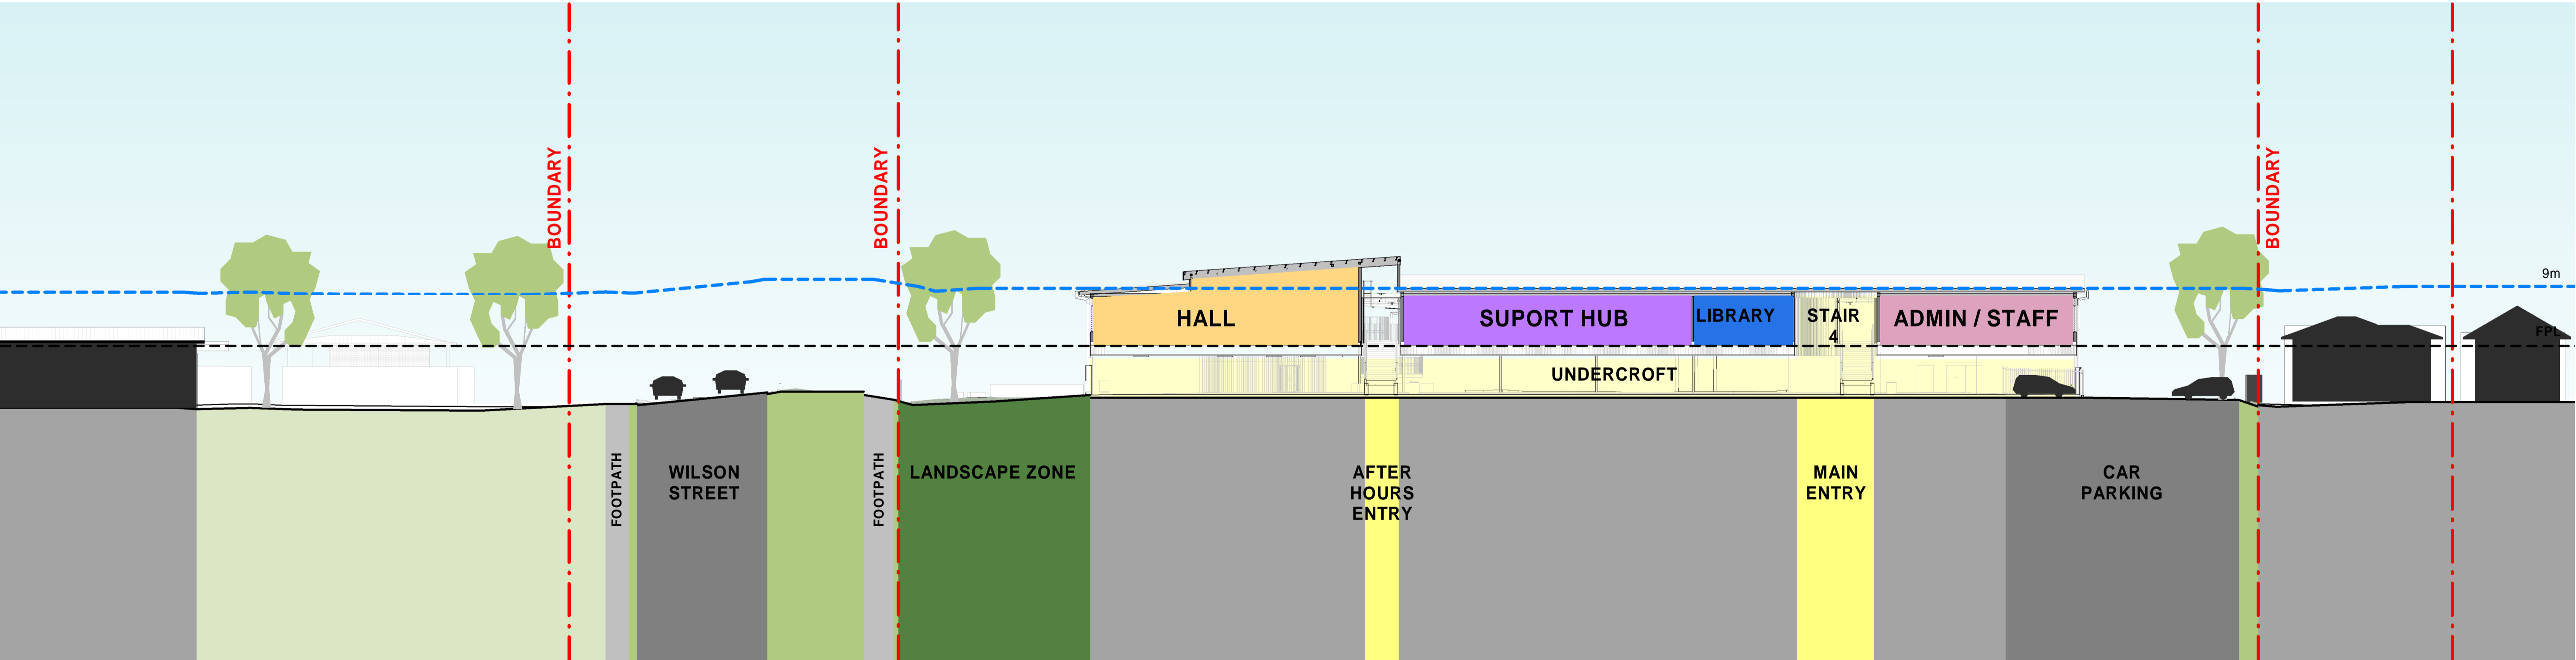 BOUNDARY
BOUNDARY
BOUNDARY
9m
HALL
SUPORT HUB
LIBRARY
STAIR
4
ADMIN / STAFF
FPL
UNDERCROFT
FOOTPATH
WILSON
STREET
FOOTPATH
LANDSCAPE ZONE
AFTER
HOURS
ENTRY
MAIN
ENTRY
CAR
PARKING